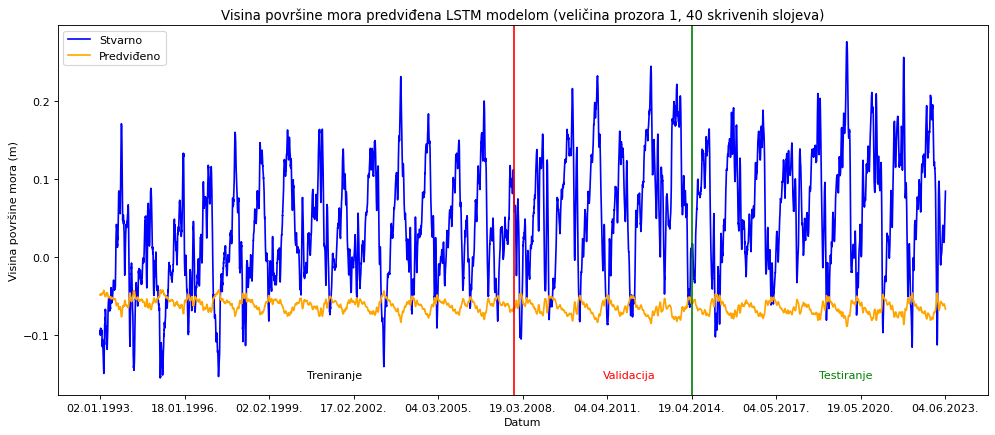 Visina površine mora predviđena LSTM modelom (veličina prozora 1, 40 skrivenih slojeva)
Stvarno
Predviđeno
Visina površine mora (m)
0.2
0.1
0.0
−0.1
Treniranje
Validacija
Testiranje
02.01.1993.
18.01.1996.
02.02.1999.
17.02.2002.
04.03.2005.
19.03.2008.
04.04.2011.
19.04.2014.
04.05.2017.
19.05.2020.
04.06.2023.
Datum